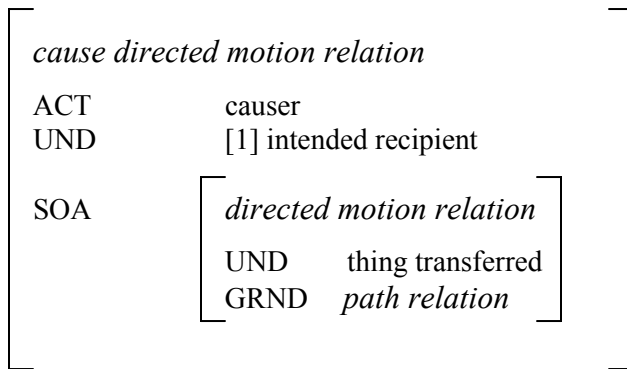 cause directed motion relation
ACT causer
UND [1] intended recipient
SOA directed motion relation
UND thing transferred
GRND path relation